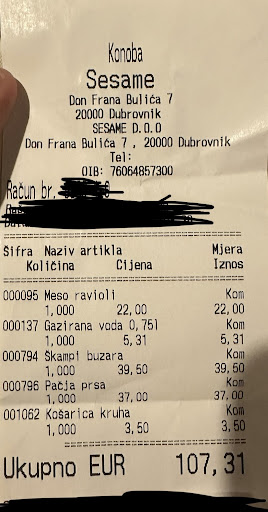 Konoba
Sesame
Don Frana Bulića 7
20000 Dubrovnik
SESAME D.O.O
Don Frana Bulića 7 , 20000 Dubrovnik
Tel:
OIB: 76064857300
Račun br.
Šifra Naziv artikla Mjera
Količina Cijena Iznos
000095 Meso ravioli Kom
1,000 22,00 22,00
000137 Gazirana voda 0,75l Kom
1,000 5,31 5,31
000794 Škampi buzara Kom
1,000 39,50 39,50
000796 Pačja prsa Kom
1,000 37,00 37,00
001062 Košarica kruha Kom
1,000 3,50 3,50
Ukupno EUR 107,31